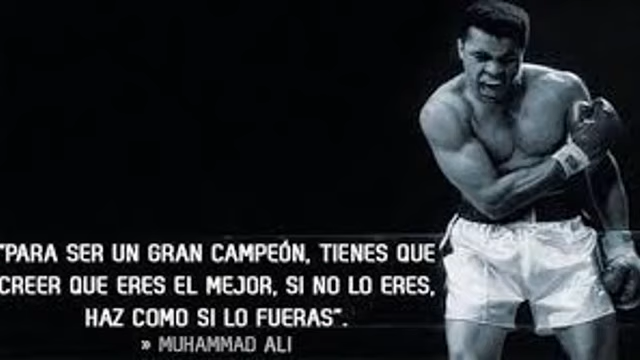 "PARA SER UN GRAN CAMPEÓN, TIENES QUE
CREER QUE ERES EL MEJOR, SI NO LO ERES,
HAZ COMO SI LO FUERAS".
» MUHAMMAD ALI